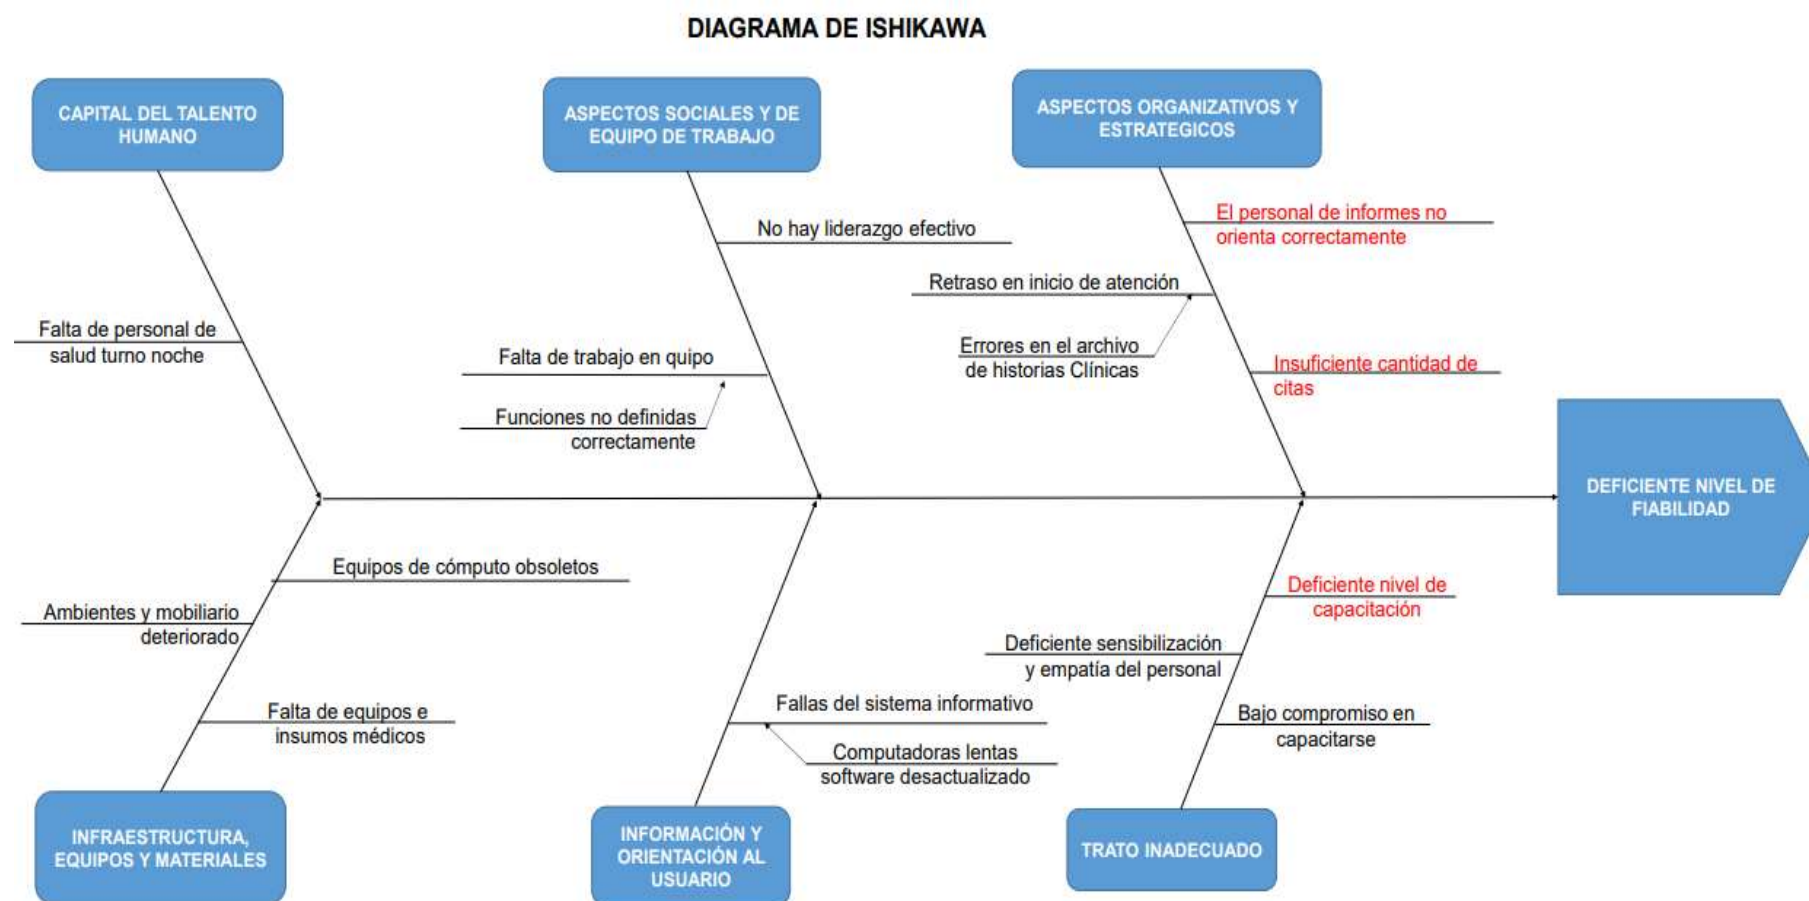 DIAGRAMA DE ISHIKAWA
CAPITAL DEL TALENTO
HUMANO
ASPECTOS SOCIALES Y DE
EQUIPO DE TRABAJO
ASPECTOS ORGANIZATIVOS Y
ESTRATEGICOS
El personal de informes no
orienta correctamente
No hay liderazgo efectivo
Retraso en inicio de atención
Falta de personal de
salud turno noche
Errores en el archivo
de historias Clínicas
Falta de trabajo en quipo
Insuficiente cantidad de
citas
Funciones no definidas
correctamente
DEFICIENTE NIVEL DE
FIABILIDAD
Equipos de cómputo obsoletos
Deficiente nivel de
capacitación
Ambientes y mobiliario
deteriorado
Deficiente sensibilización
y empatía del personal
Falta de equipos e
insumos médicos
Fallas del sistema informativo
Bajo compromiso en
capacitarse
Computadoras lentas
software desactualizado
INFRAESTRUCTURA,
EQUIPOS Y MATERIALES
INFORMACIÓN Y
ORIENTACIÓN AL
USUARIO
TRATO INADECUADO